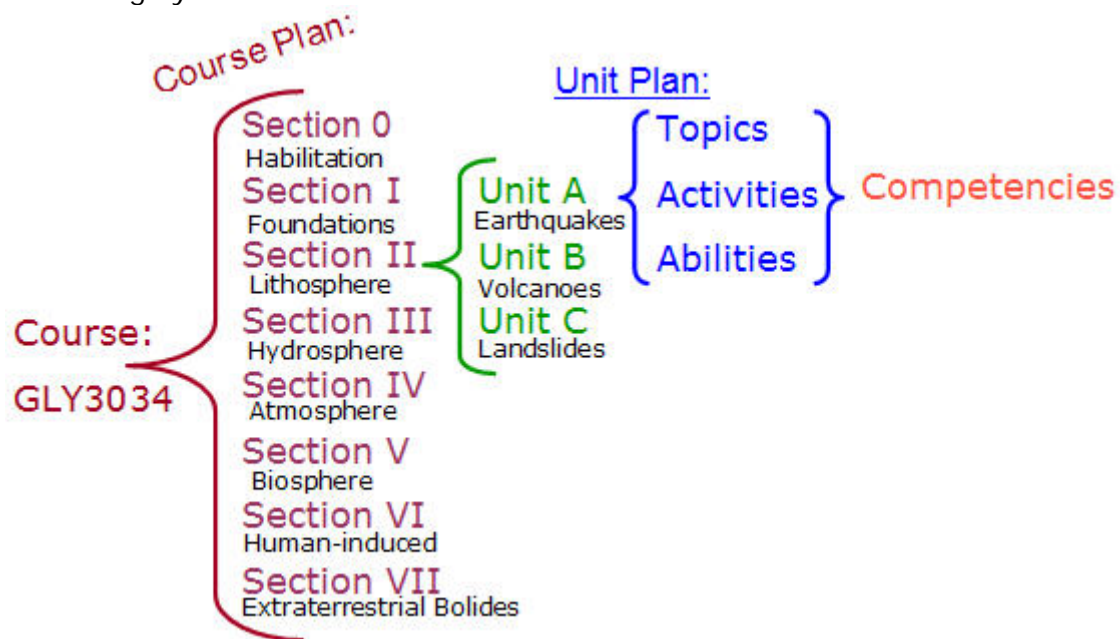 Course Plan:
Unit Plan:
Section 0
Habilitation
Section I
Foundations
Section II
Lithosphere
Section III
Hydrosphere
Section IV
Atmosphere
Section V
Biosphere
Section VI
Human-induced
Section VII
Extraterrestrial Bolides
Course:
GLY3034
Unit A
Earthquakes
Unit B
Volcanoes
Unit C
Landslides
Topics
Activities
Abilities
Competencies